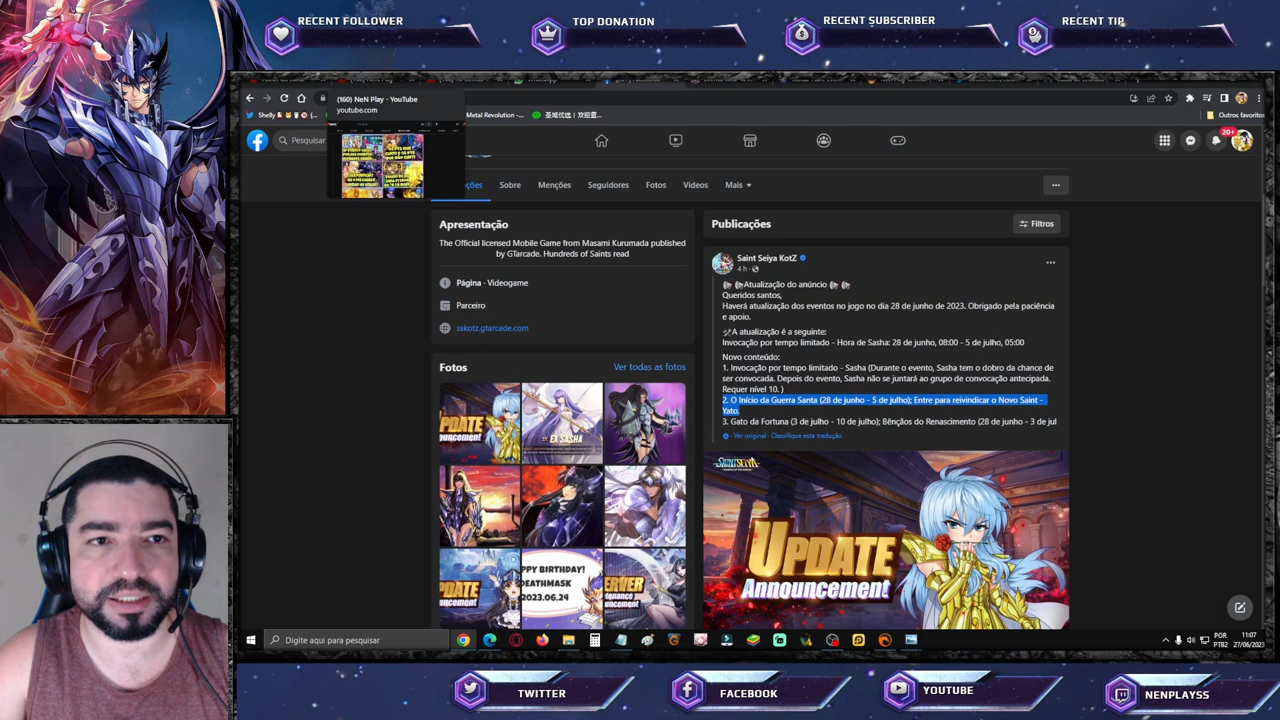 RECENT FOLLOWER
TOP DONATION
RECENT SUBSCRIBER
RECENT TIP
(160) NeN Play - YouTube
youtube.com
Shelly
Metal Revolution -
Outros favoritos
Pesquisar
20+
Sobre
Menções
Seguidores
Fotos
Vídeos
Mais
Apresentação
The Official licensed Mobile Game from Masami Kurumada published
by GTarcade. Hundreds of Saints read
Página · Videogame
Parceiro
sskotz.gtarcade.com
Fotos
Ver todas as fotos
EX SASHA
UPDATE
PPY BIRTHDAY!
DEATHMASK
2023.06.24
Publicações
Filtros
Saint Seiya KotZ
4 h ·
Atualização do anúncio
Queridos santos,
Haverá atualização dos eventos no jogo no dia 28 de junho de 2023. Obrigado pela paciência
e apoio.
A atualização é a seguinte:
Invocação por tempo limitado - Hora de Sasha: 28 de junho, 08:00 - 5 de julho, 05:00
Novo conteúdo:
1. Invocação por tempo limitado - Sasha (Durante o evento, Sasha tem o dobro da chance de
ser convocada. Depois do evento, Sasha não se juntará ao grupo de convocação antecipada.
Requer nível 10. )
2. O Início da Guerra Santa (28 de junho - 5 de julho); Entre para reivindicar o Novo Saint -
Yato.
3. Gato da Fortuna (3 de julho - 10 de julho); Bênçãos do Renascimento (28 de junho - 3 de jul
Ver original · Classifique esta tradução
SAINT SEIYA
UPDATE
Announcement
Digite aqui para pesquisar
POR
PTB2
11:07
27/06/2023
TWITTER
FACEBOOK
YOUTUBE
NENPLAYSS